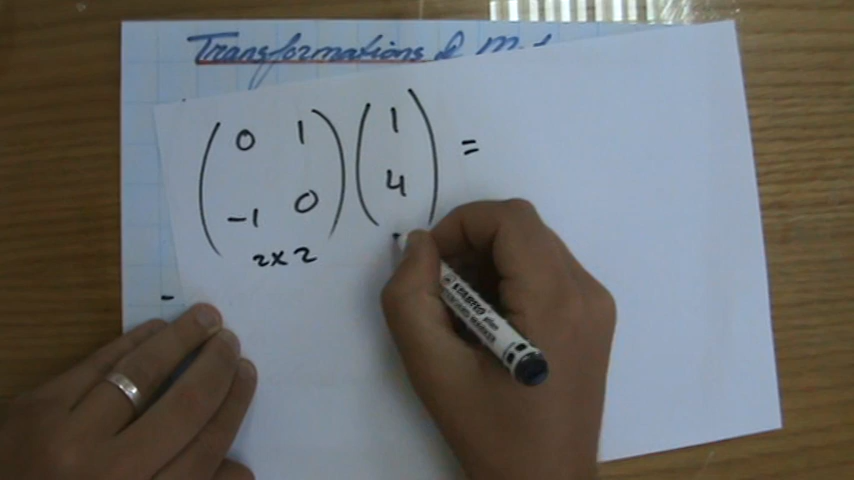 Transformations &
0 1 1 =
-1 0 4
2x2